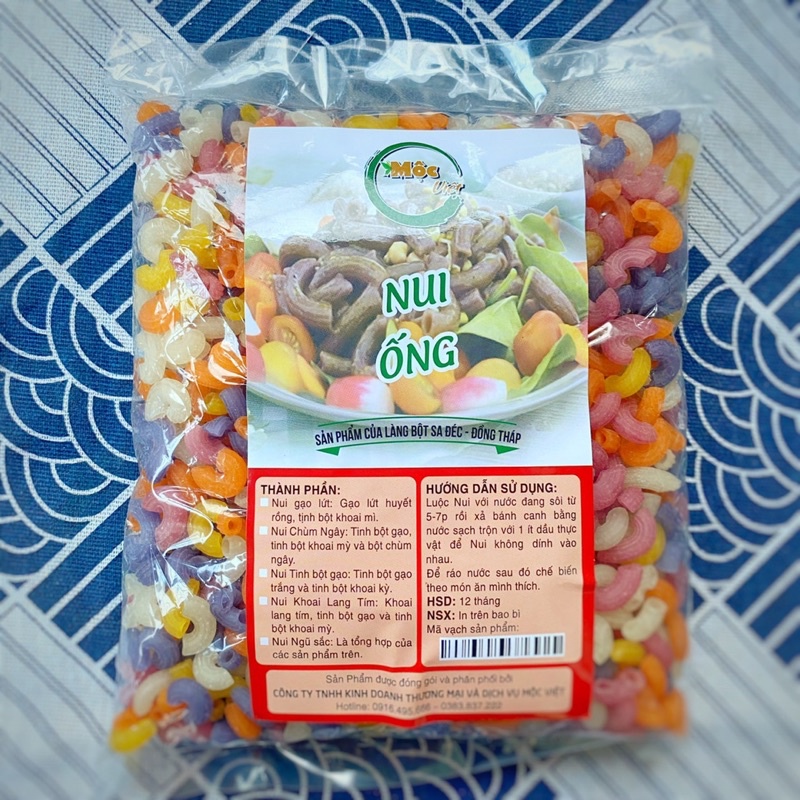 Mộc
Việt
NUI
ỐNG
SẢN PHẨM CỦA LÀNG BỘT SA ĐÉC - ĐỒNG THÁP
THÀNH PHẦN:
Nui gạo lứt: Gạo lứt huyết
rồng, tịnh bột khoai mì.
Nui Chùm Ngây: Tinh bột gạo,
tinh bột khoai mỳ và bột chùm
ngây.
Nui Tinh bột gạo: Tinh bột gạo
trắng và tinh bột khoai kỳ.
Nui Khoai Lang Tím: Khoai
lang tím, tinh bột gạo và tinh
bột khoai mỳ.
Nui Ngũ sắc: Là tổng hợp của
các sản phẩm trên.
HƯỚNG DẪN SỬ DỤNG:
Luộc Nui với nước đang sôi từ
5-7p rồi xả bánh canh bằng
nước sạch trộn với 1 ít dầu thực
vật để Nui không dính vào
nhau.
Để ráo nước sau đó chế biến
theo món ăn mình thích.
HSD: 12 tháng
NSX: In trên bao bì
Mã vạch sản phẩm:
Sản Phẩm được đóng gói và phân phối bởi
CÔNG TY TNHH KINH DOANH THƯƠNG MẠI VÀ DỊCH VỤ MỘC VIỆT
Hotline: 0916.495.666 - 0383.837.222